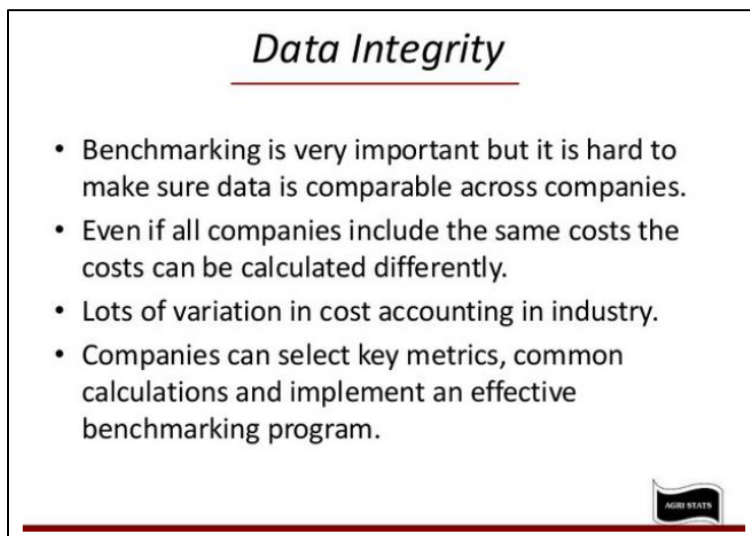 Data Integrity
• Benchmarking is very important but it is hard to
make sure data is comparable across companies.
• Even if all companies include the same costs the
costs can be calculated differently.
• Lots of variation in cost accounting in industry.
• Companies can select key metrics, common
calculations and implement an effective
benchmarking program.
AGRI STATS